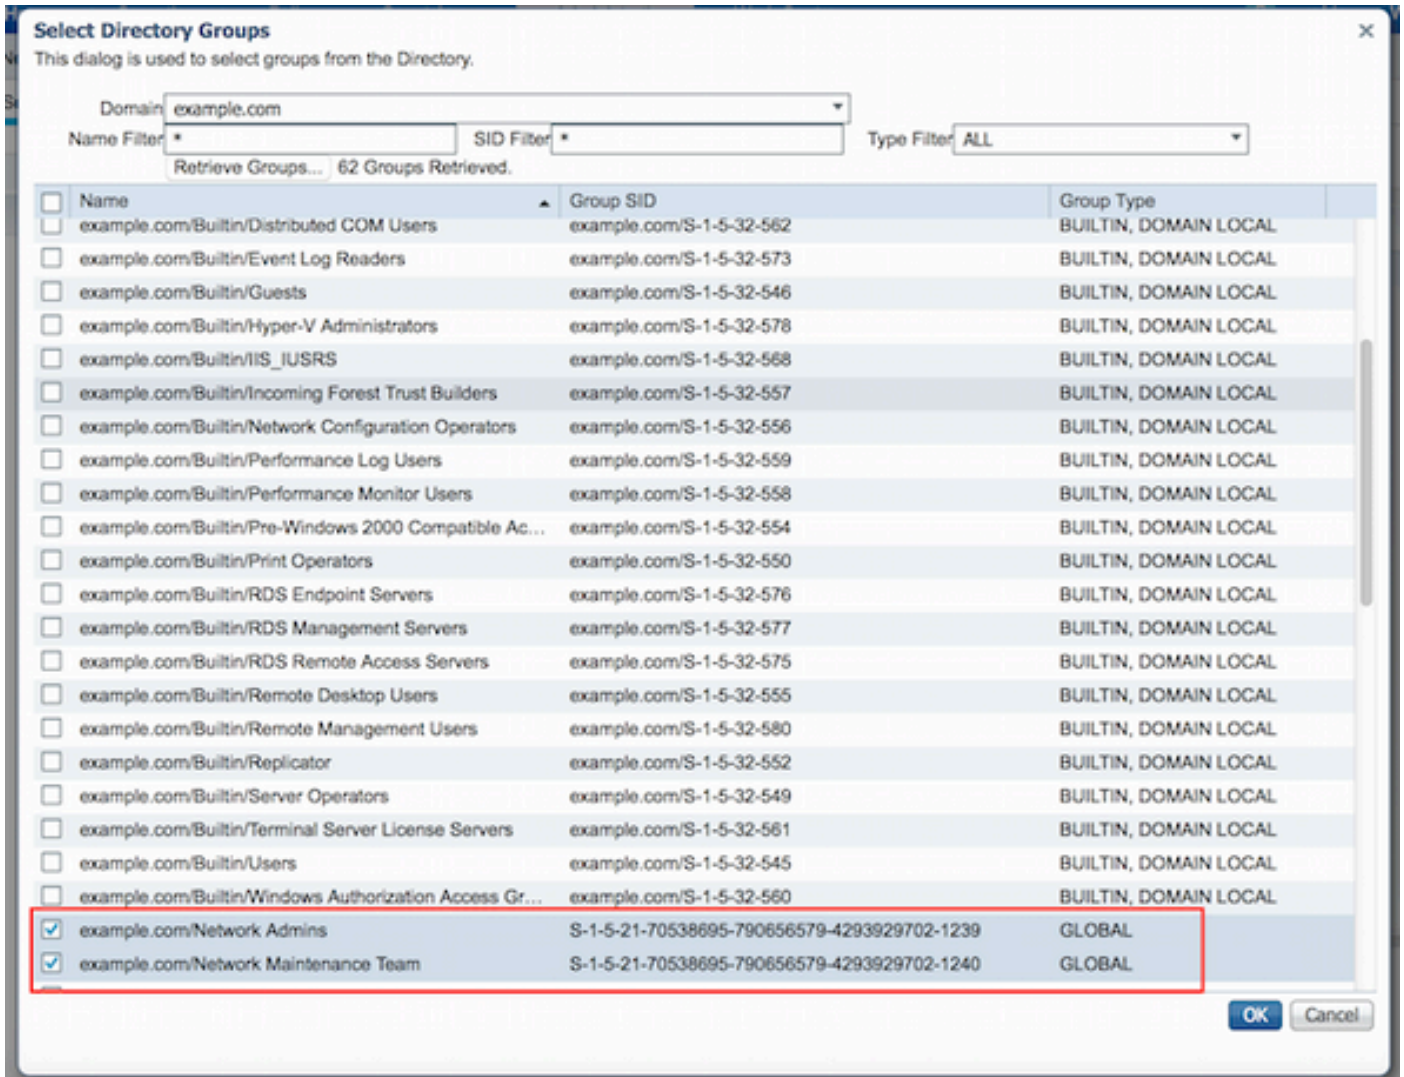 Select Directory Groups
This dialog is used to select groups from the Directory.
Domain example.com
Name Filter * SID Filter * Type Filter ALL
Retrieve Groups... 62 Groups Retrieved.
Name Group SID Group Type
example.com/Builtin/Distributed COM Users example.com/S-1-5-32-562 BUILTIN, DOMAIN LOCAL
example.com/Builtin/Event Log Readers example.com/S-1-5-32-573 BUILTIN, DOMAIN LOCAL
example.com/Builtin/Guests example.com/S-1-5-32-546 BUILTIN, DOMAIN LOCAL
example.com/Builtin/Hyper-V Administrators example.com/S-1-5-32-578 BUILTIN, DOMAIN LOCAL
example.com/Builtin/IIS_IUSRS example.com/S-1-5-32-568 BUILTIN, DOMAIN LOCAL
example.com/Builtin/Incoming Forest Trust Builders example.com/S-1-5-32-557 BUILTIN, DOMAIN LOCAL
example.com/Builtin/Network Configuration Operators example.com/S-1-5-32-556 BUILTIN, DOMAIN LOCAL
example.com/Builtin/Performance Log Users example.com/S-1-5-32-559 BUILTIN, DOMAIN LOCAL
example.com/Builtin/Performance Monitor Users example.com/S-1-5-32-558 BUILTIN, DOMAIN LOCAL
example.com/Builtin/Pre-Windows 2000 Compatible Ac... example.com/S-1-5-32-554 BUILTIN, DOMAIN LOCAL
example.com/Builtin/Print Operators example.com/S-1-5-32-550 BUILTIN, DOMAIN LOCAL
example.com/Builtin/RDS Endpoint Servers example.com/S-1-5-32-576 BUILTIN, DOMAIN LOCAL
example.com/Builtin/RDS Management Servers example.com/S-1-5-32-577 BUILTIN, DOMAIN LOCAL
example.com/Builtin/RDS Remote Access Servers example.com/S-1-5-32-575 BUILTIN, DOMAIN LOCAL
example.com/Builtin/Remote Desktop Users example.com/S-1-5-32-555 BUILTIN, DOMAIN LOCAL
example.com/Builtin/Remote Management Users example.com/S-1-5-32-580 BUILTIN, DOMAIN LOCAL
example.com/Builtin/Replicator example.com/S-1-5-32-552 BUILTIN, DOMAIN LOCAL
example.com/Builtin/Server Operators example.com/S-1-5-32-549 BUILTIN, DOMAIN LOCAL
example.com/Builtin/Terminal Server License Servers example.com/S-1-5-32-561 BUILTIN, DOMAIN LOCAL
example.com/Builtin/Users example.com/S-1-5-32-545 BUILTIN, DOMAIN LOCAL
example.com/Builtin/Windows Authorization Access Gr... example.com/S-1-5-32-560 BUILTIN, DOMAIN LOCAL
example.com/Network Admins S-1-5-21-70538695-790656579-4293929702-1239 GLOBAL
example.com/Network Maintenance Team S-1-5-21-70538695-790656579-4293929702-1240 GLOBAL
OK Cancel